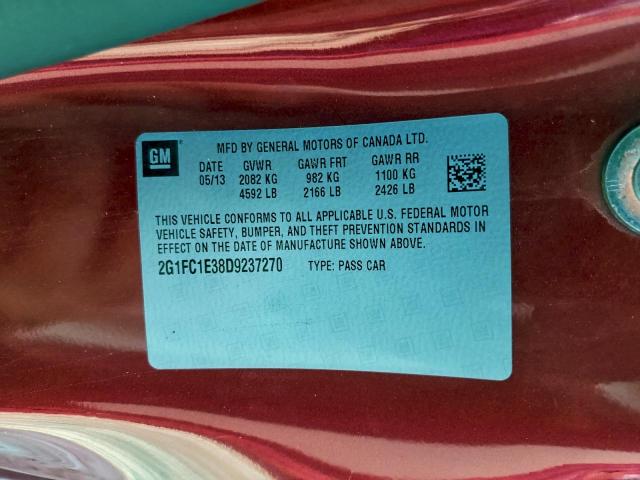 GM
MFD BY GENERAL MOTORS OF CANADA LTD.
DATE GVWR GAWR FRT GAWR RR
05/13 2082 KG 982 KG 1100 KG
4592 LB 2166 LB 2426 LB
THIS VEHICLE CONFORMS TO ALL APPLICABLE U.S. FEDERAL MOTOR
VEHICLE SAFETY, BUMPER, AND THEFT PREVENTION STANDARDS IN
EFFECT ON THE DATE OF MANUFACTURE SHOWN ABOVE.
2G1FC1E38D9237270 TYPE: PASS CAR